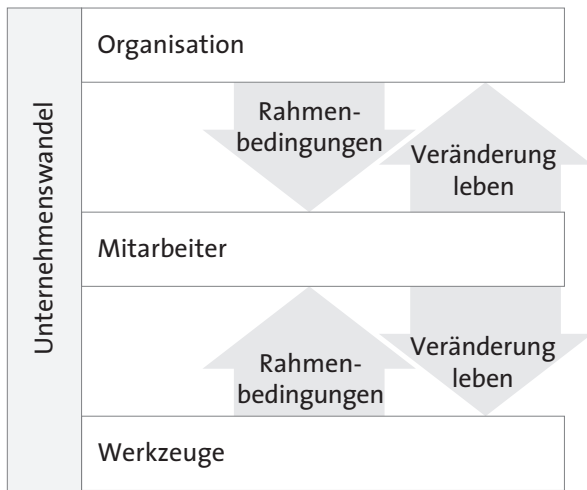 Unternehmenswandel
Organisation
Rahmen-
bedingungen
Veränderung
leben
Mitarbeiter
Rahmen-
bedingungen
Veränderung
leben
Werkzeuge